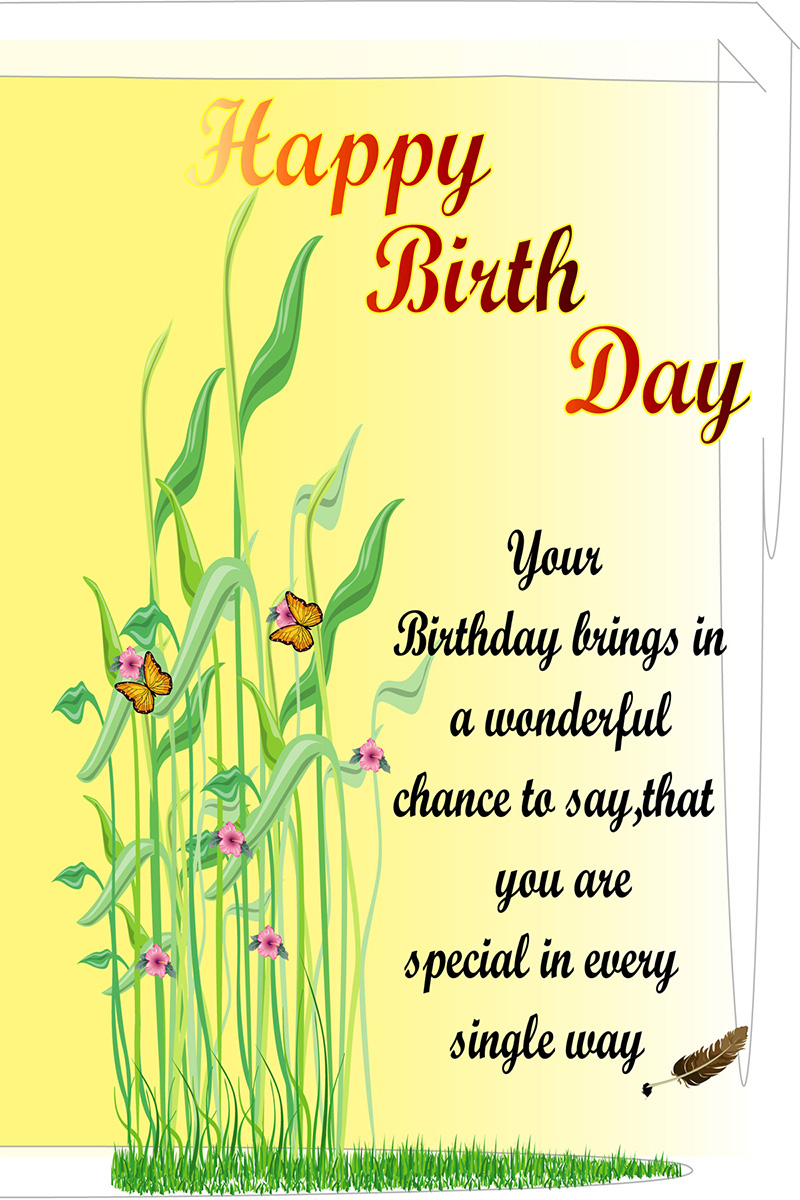 Happy
Birth
Day
Your
Birthday brings in
a wonderful
chance to say,that
you are
special in every
single way